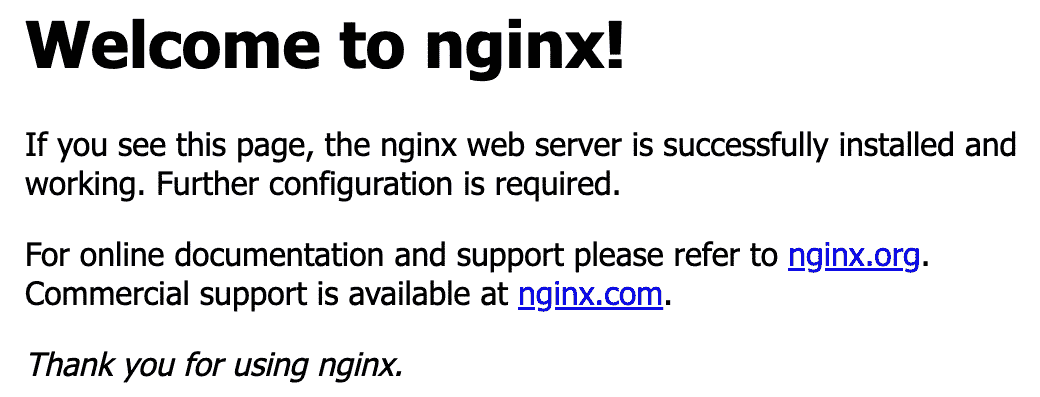 Welcome to nginx!
If you see this page, the nginx web server is successfully installed and
working. Further configuration is required.
For online documentation and support please refer to nginx.org.
Commercial support is available at nginx.com.
Thank you for using nginx.